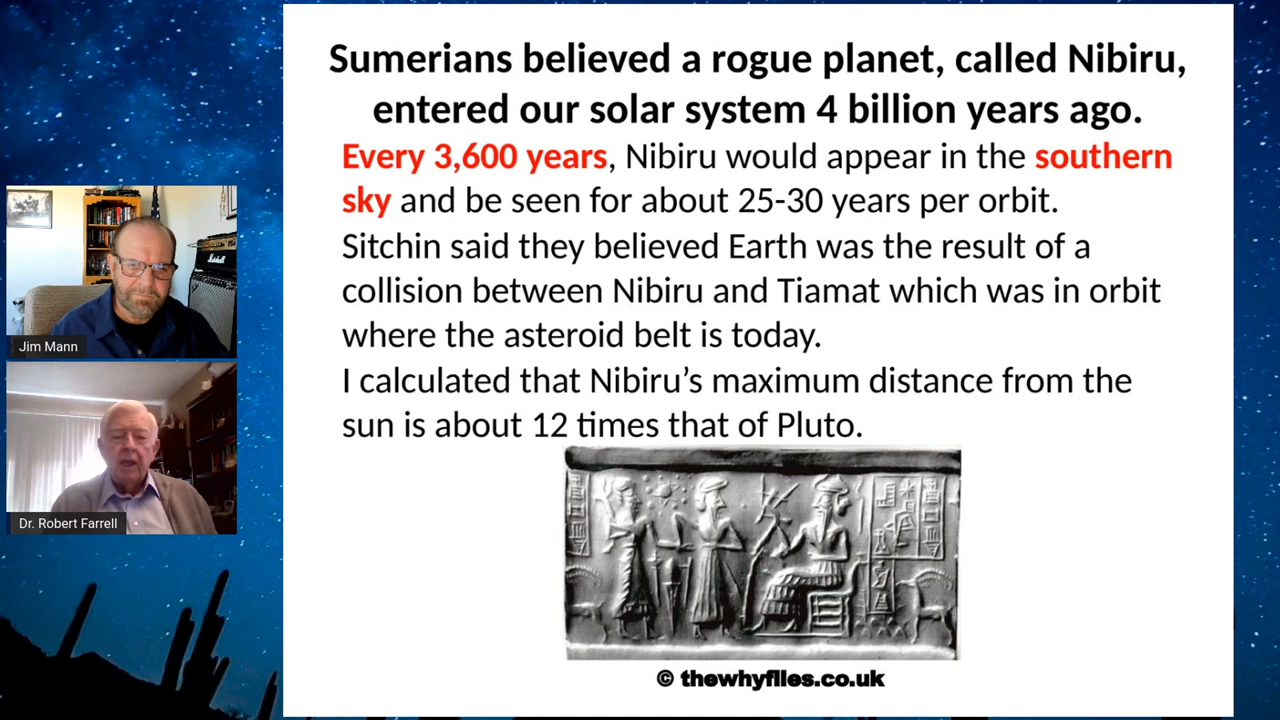 Sumerians believed a rogue planet, called Nibiru,
entered our solar system 4 billion years ago.
Every 3,600 years, Nibiru would appear in the southern
sky and be seen for about 25-30 years per orbit.
Sitchin said they believed Earth was the result of a
collision between Nibiru and Tiamat which was in orbit
where the asteroid belt is today.
I calculated that Nibiru’s maximum distance from the
sun is about 12 times that of Pluto.
© thewhyfiles.co.uk
Marshall
Jim Mann
Dr. Robert Farrell